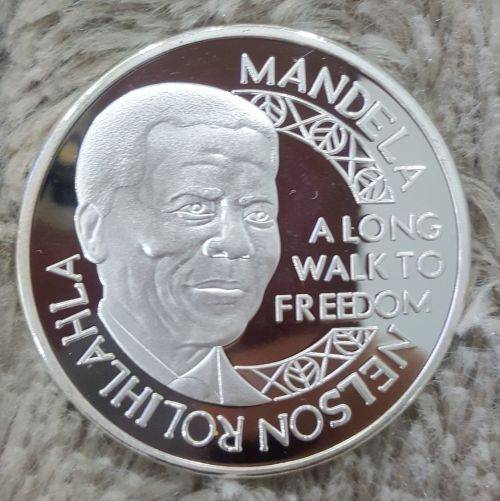 MANDELA
A LONG
WALK TO
FREEDOM
NELSON ROLIHLAHLA